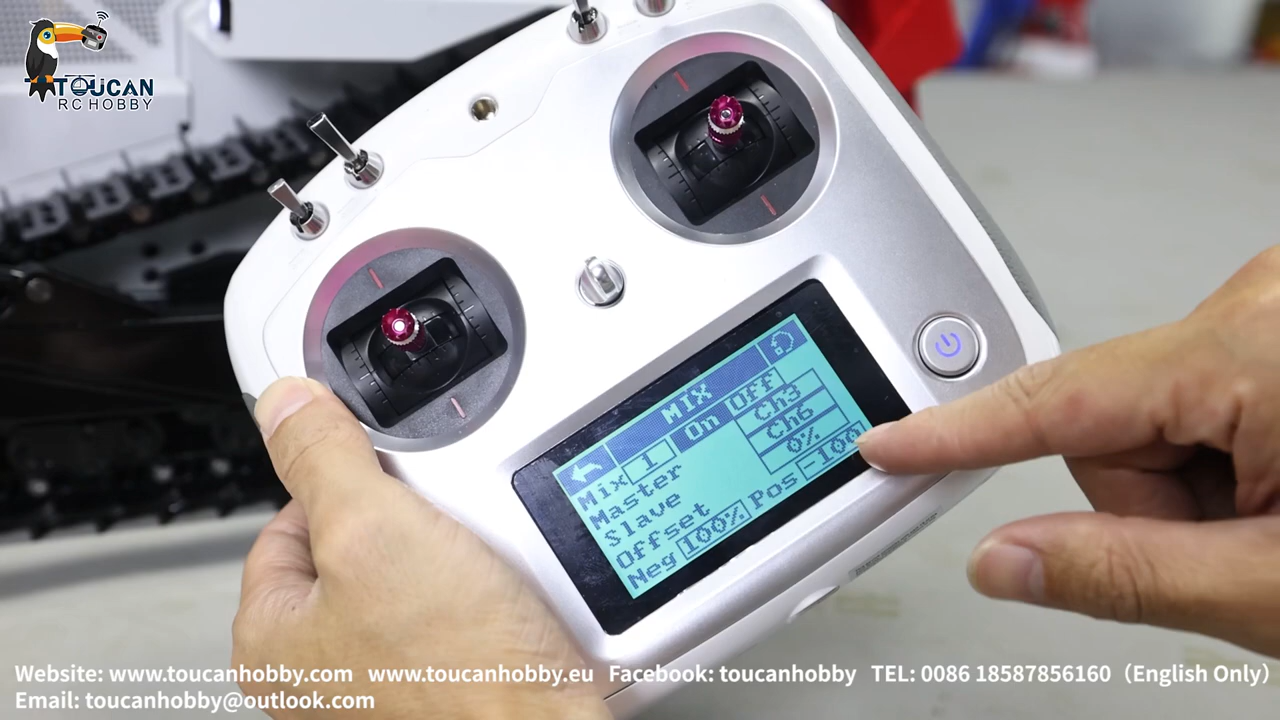 TOUCAN
RC HOBBY
MIX
Mix 1 On Off
Master Ch3
Slave Ch6
Offset 0%
Neg 100% Pos -100
Website: www.toucanhobby.com www.toucanhobby.eu Facebook: toucanhobby TEL: 0086 18587856160 (English Only)
Email: toucanhobby@outlook.com